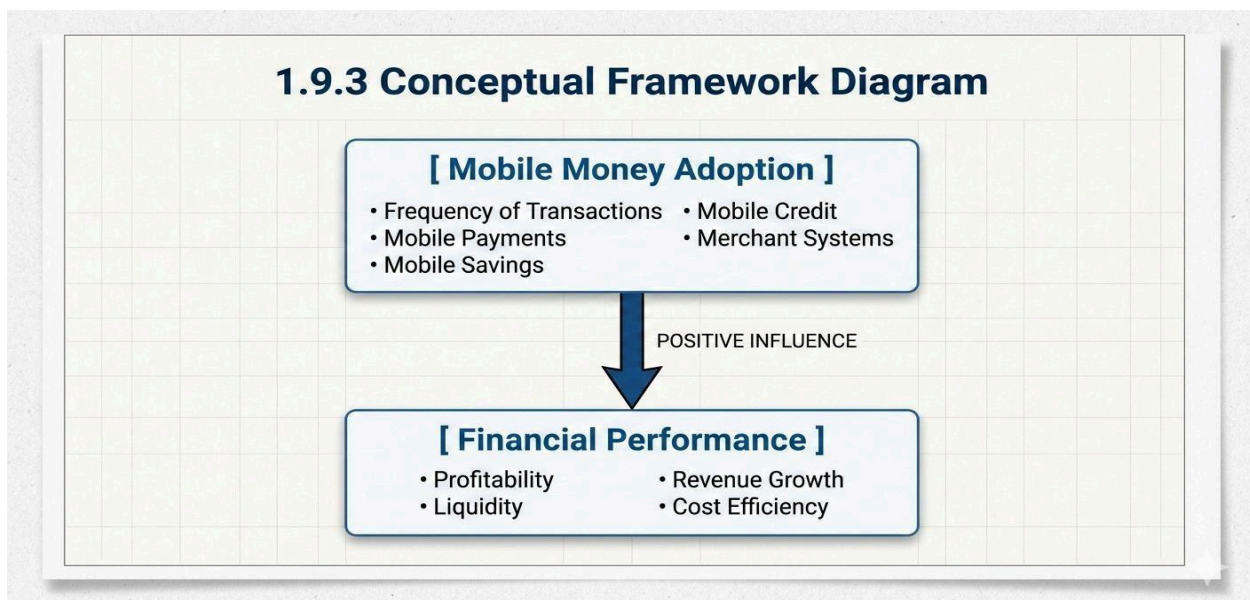 1.9.3 Conceptual Framework Diagram
[ Mobile Money Adoption ]
• Frequency of Transactions
• Mobile Payments
• Mobile Savings
• Mobile Credit
• Merchant Systems
POSITIVE INFLUENCE
[ Financial Performance ]
• Profitability
• Liquidity
• Revenue Growth
• Cost Efficiency